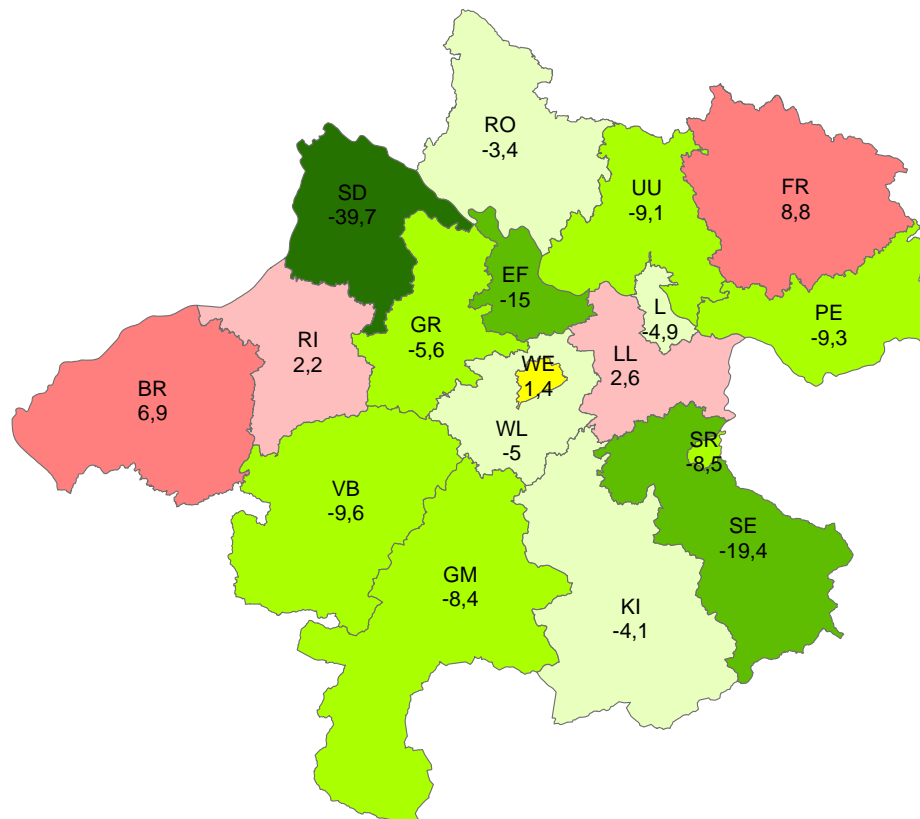 RO
-3,4
SD
-39,7
UU
-9,1
FR
8,8
EF
-15
L
-4,9
PE
-9,3
GR
-5,6
RI
2,2
LL
2,6
WE
1,4
BR
6,9
WL
-5
SR
-8,5
VB
-9,6
SE
-19,4
GM
-8,4
KI
-4,1